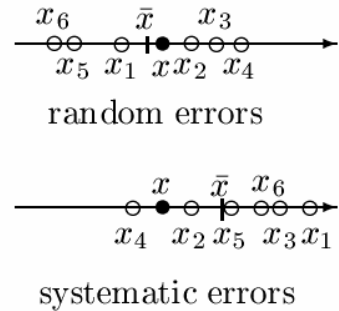 x₆ x̄ x₃
x₅ x₁ x x₂ x₄
random errors
x x̄ x₆
x₄ x₂ x₅ x₃ x₁
systematic errors